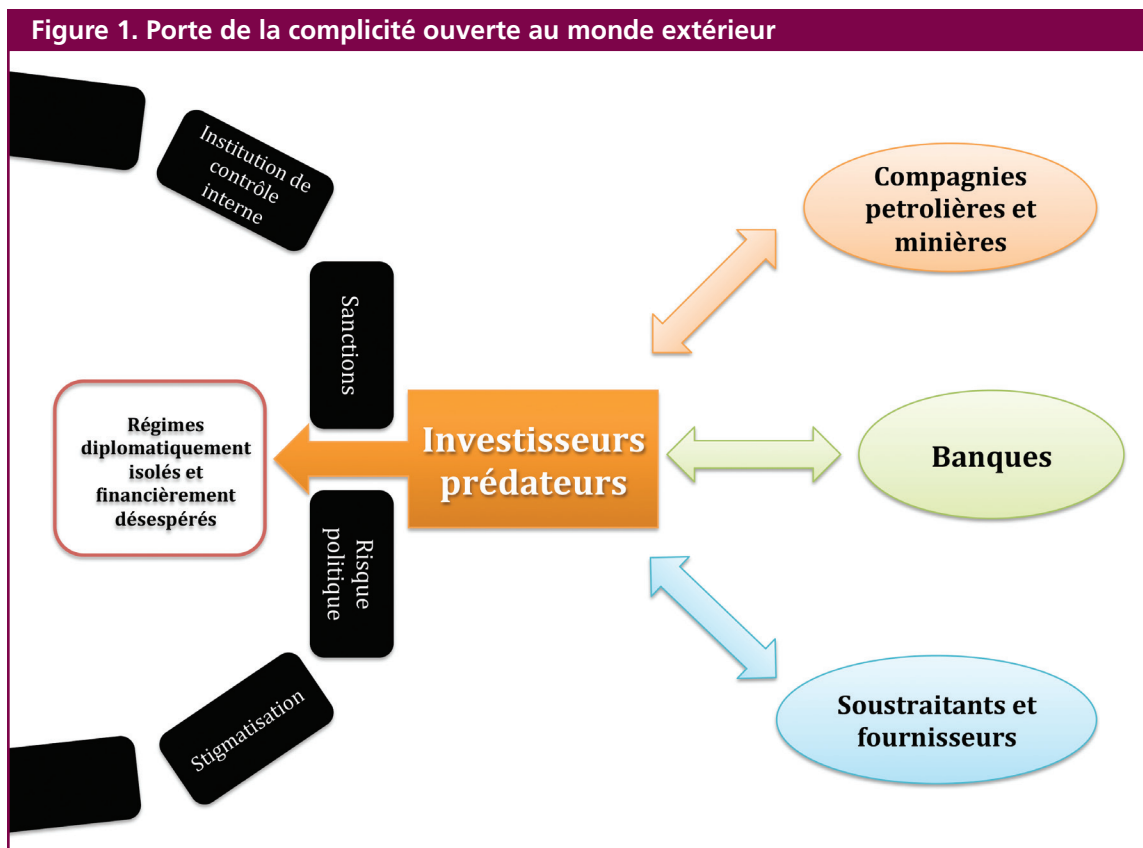 Figure 1. Porte de la complicité ouverte au monde extérieur
Institution de
contrôle
interne
Sanctions
Régimes
diplomatiquement
isolés et
financièrement
désespérés
Investisseurs
prédateurs
Risque
politique
Stigmatisation
Compagnies
petrolières et
minières
Banques
Soustraitants et
fournisseurs